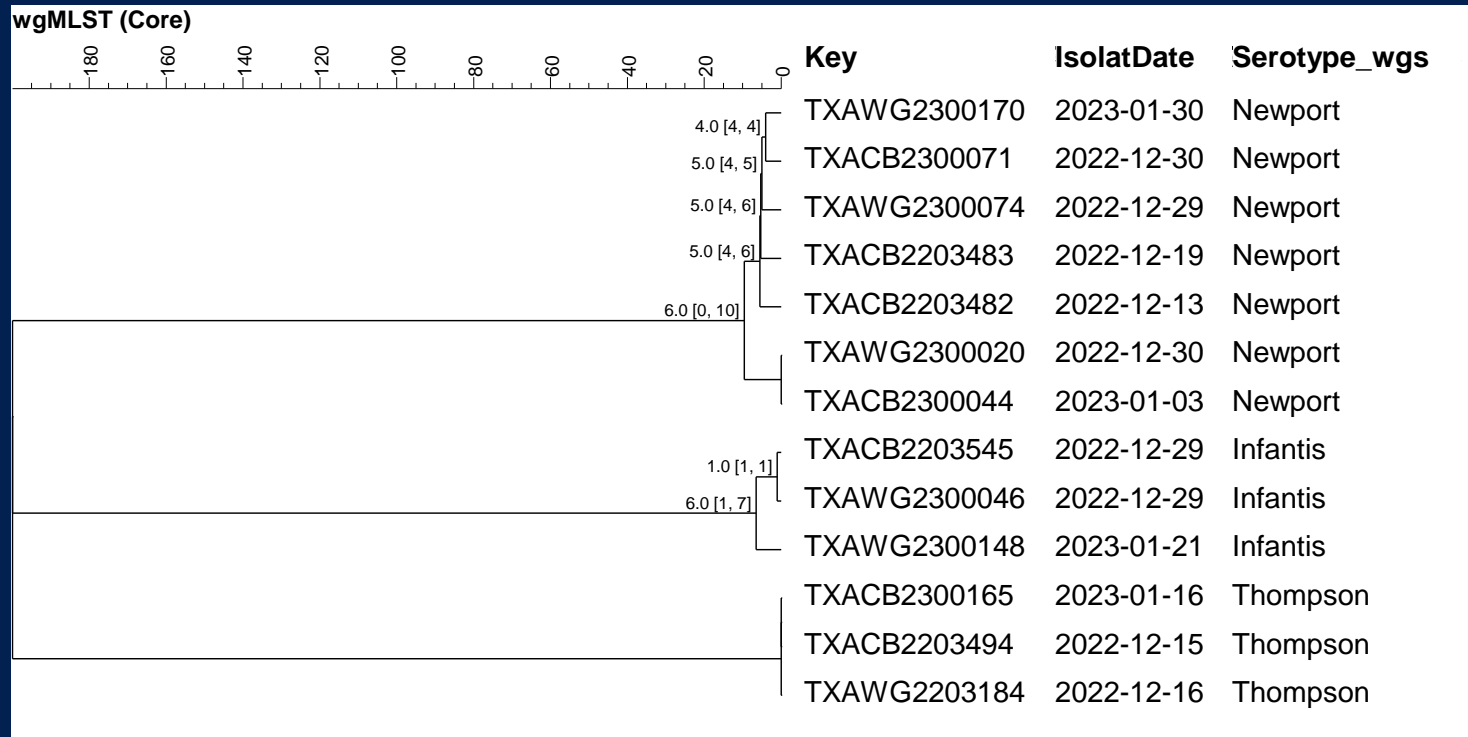 wgMLST (Core)
180 160 140 120 100 80 60 40 20 0
Key IsolatDate Serotype_wgs
TXAWG2300170 2023-01-30 Newport
4.0 [4, 4]
TXACB2300071 2022-12-30 Newport
5.0 [4, 5]
TXAWG2300074 2022-12-29 Newport
5.0 [4, 6]
TXACB2203483 2022-12-19 Newport
5.0 [4, 6]
TXACB2203482 2022-12-13 Newport
6.0 [0, 10]
TXAWG2300020 2022-12-30 Newport
TXACB2300044 2023-01-03 Newport
TXACB2203545 2022-12-29 Infantis
1.0 [1, 1]
TXAWG2300046 2022-12-29 Infantis
6.0 [1, 7]
TXAWG2300148 2023-01-21 Infantis
TXACB2300165 2023-01-16 Thompson
TXACB2203494 2022-12-15 Thompson
TXAWG2203184 2022-12-16 Thompson